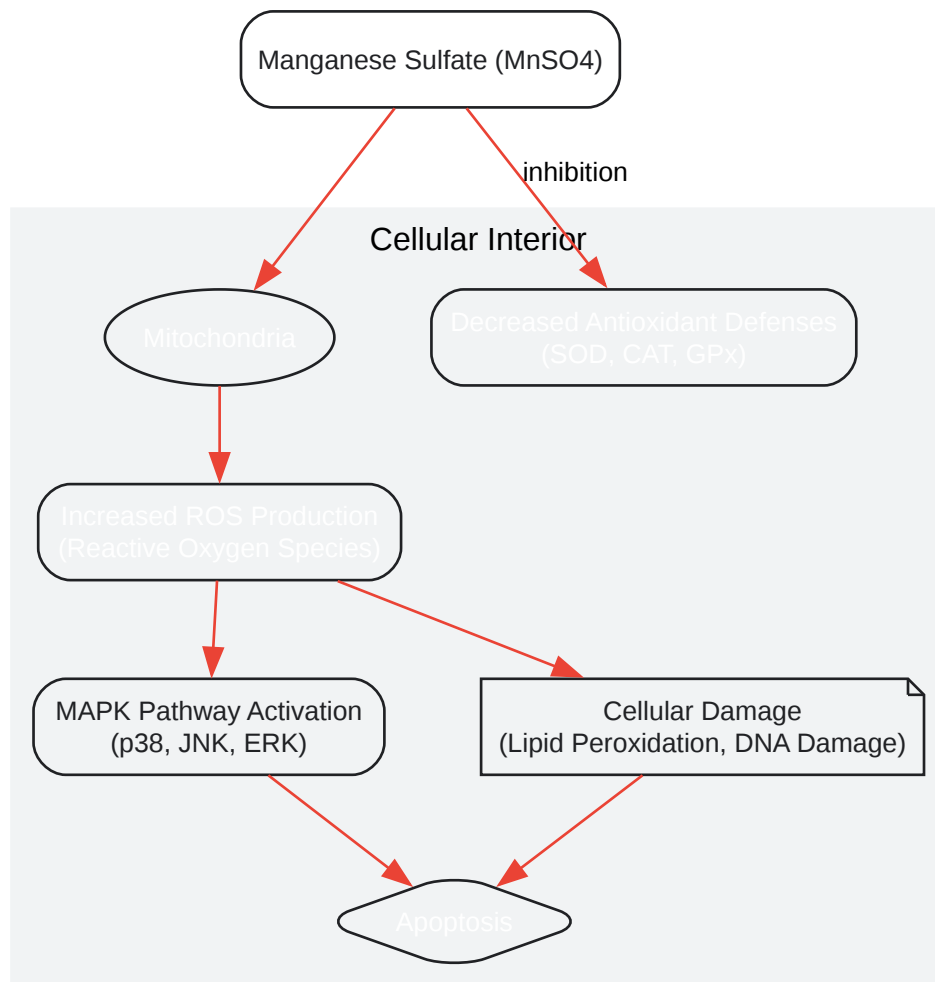 Manganese Sulfate (MnSO4)
inhibition
Cellular Interior
Mitochondria
Decreased Antioxidant Defenses
(SOD, CAT, GPx)
Increased ROS Production
(Reactive Oxygen Species)
MAPK Pathway Activation
(p38, JNK, ERK)
Cellular Damage
(Lipid Peroxidation, DNA Damage)
Apoptosis